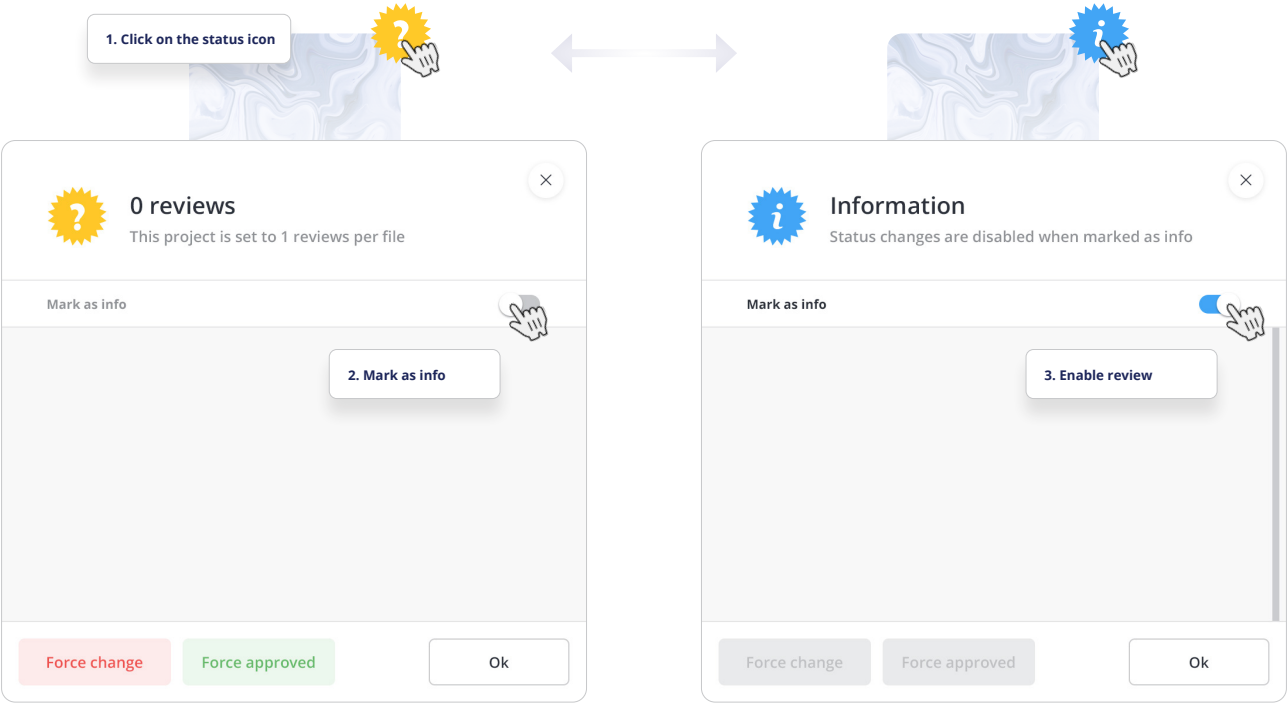 1. Click on the status icon
?
i
?
0 reviews
This project is set to 1 reviews per file
Mark as info
2. Mark as info
Force change
Force approved
Ok
i
Information
Status changes are disabled when marked as info
Mark as info
3. Enable review
Force change
Force approved
Ok